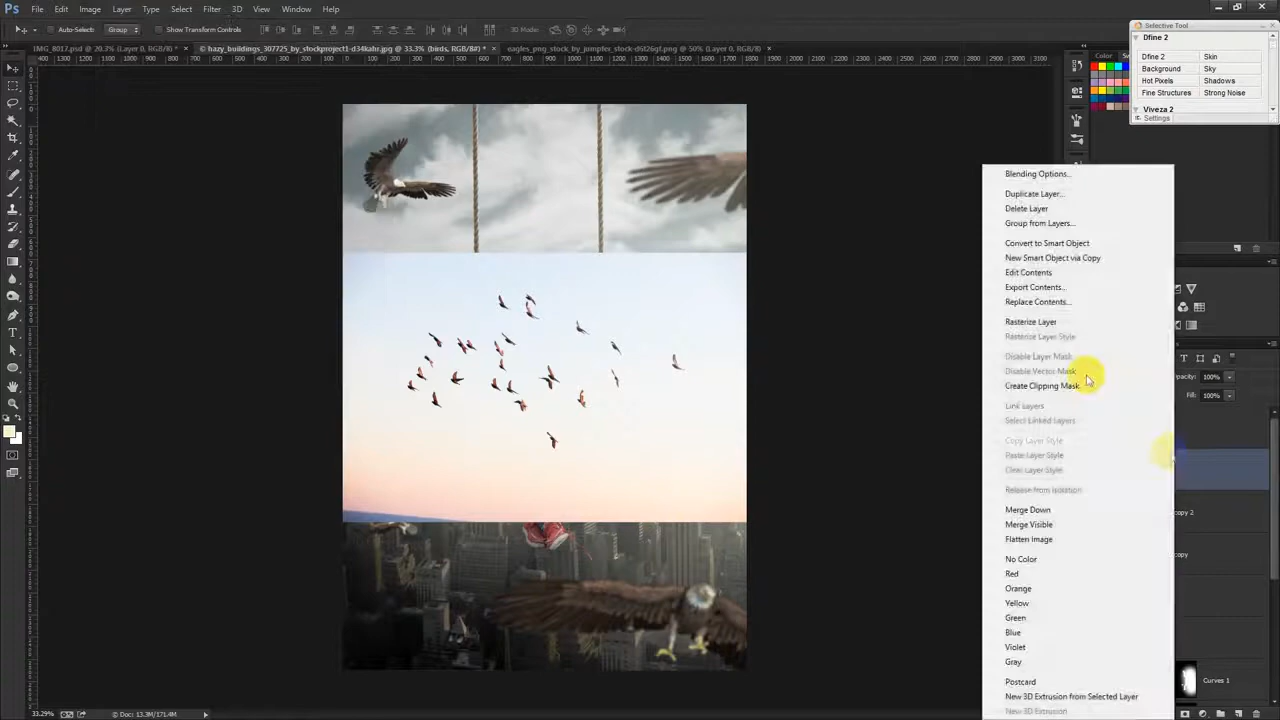 Ps File Edit Image Layer Type Select Filter 3D View Window Help
Auto-Select: Group Show Transform Controls 3D Mode:
Selective Tool
Dfine 2
Dfine 2 Skin
Background Sky
Hot Pixels Shadows
Fine Structures Strong Noise
Viveza 2
Settings
IMG_8017.psd @ 20.3% (Layer 0, RGB/8*) * × hazy_buildings_307725_by_stockproject1-d34kahr.jpg @ 33.3% (birds, RGB/8#) * × eagles_png_stock_by_jumpfer_stock-d5t26qf.png @ 50% (Layer 0, RGB/8) ×
Color
Blending Options...
Duplicate Layer...
Delete Layer
Group from Layers...
Convert to Smart Object
New Smart Object via Copy
Edit Contents
Export Contents...
Replace Contents...
Rasterize Layer
Rasterize Layer Style
Disable Layer Mask
Disable Vector Mask
Create Clipping Mask
Link Layers
Select Linked Layers
Copy Layer Style
Paste Layer Style
Clear Layer Style
Release from Isolation
Merge Down
Merge Visible
Flatten Image
No Color
Red
Orange
Yellow
Green
Blue
Violet
Gray
Postcard
New 3D Extrusion from Selected Layer
New 3D Extrusion
100%
Fill: 100%
copy 2
copy
Curves 1
33.29% Doc: 13.3M/171.4M